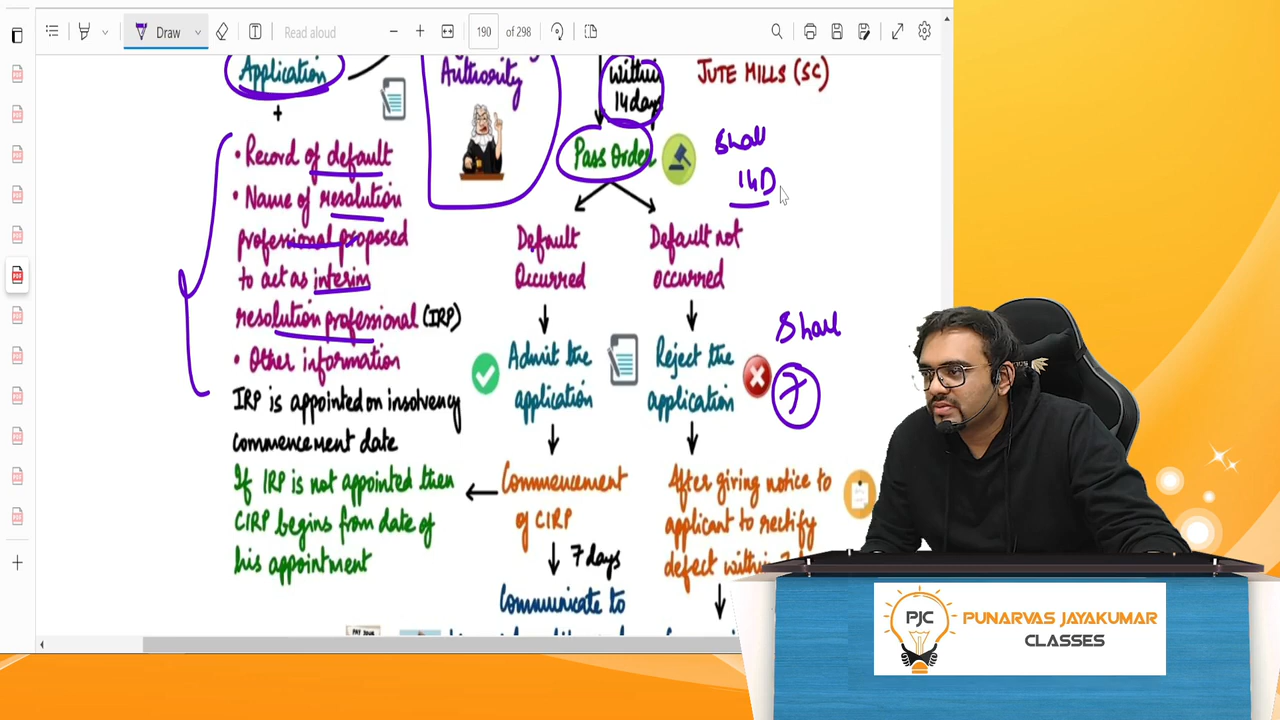 Draw
Read aloud
190 of 298
Application
+
• Record of default
• Name of resolution
professional proposed
to act as interim
resolution professional (IRP)
• Other information
IRP is appointed on insolvency
commencement date
If IRP is not appointed then
CIRP begins from date of
his appointment
Authority
Within
14 days
Pass Order
JUTE MILLS (SC)
Shall
14D
Default
Occurred
Default not
occurred
Admit the
application
Reject the
application
Shall
7
Commencement
of CIRP
After giving notice to
applicant to rectify
defect within
7 days
Communicate to
PJC
PUNARVAS JAYAKUMAR
CLASSES